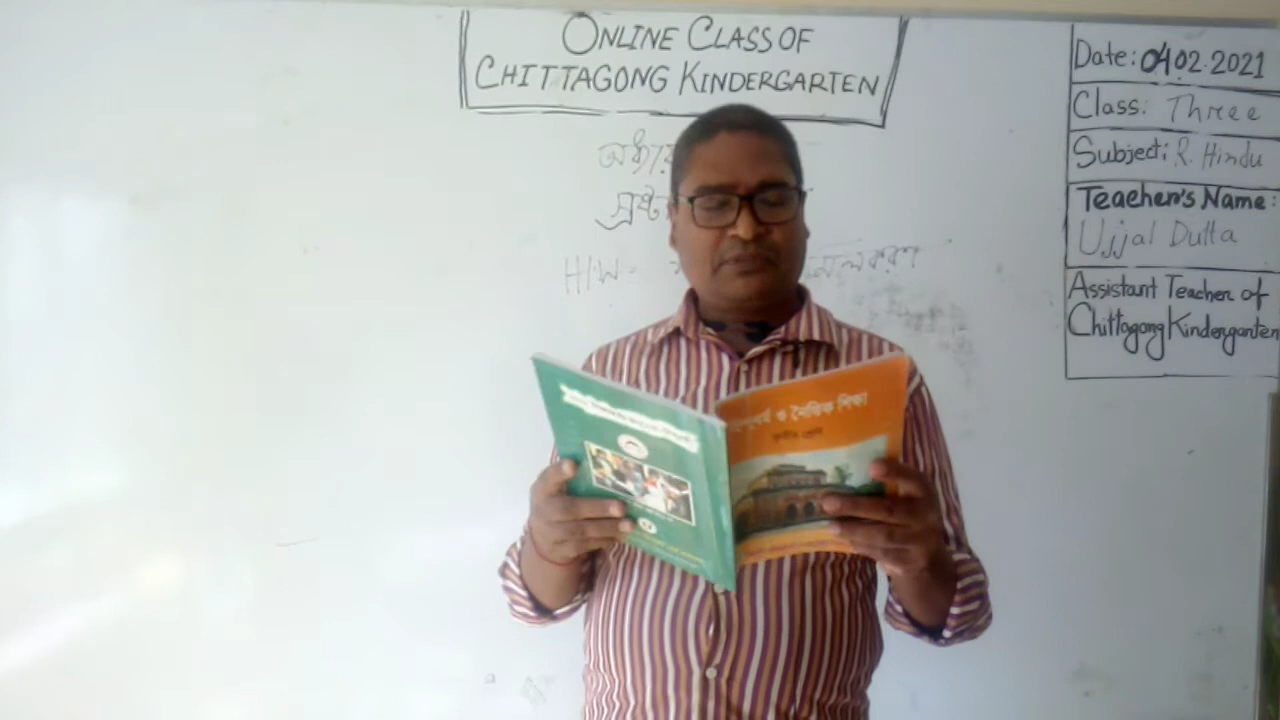 ONLINE CLASS OF
CHITTAGONG KINDERGARTEN
Date: 04.02.2021
Class: Three
Subject: R. Hindu
Teacher's Name:
Ujjal Dutta
Assistant Teacher of
Chittagong Kindergarten
H/W -
ও নৈতিক শিক্ষা
তৃতীয় শ্রেণি